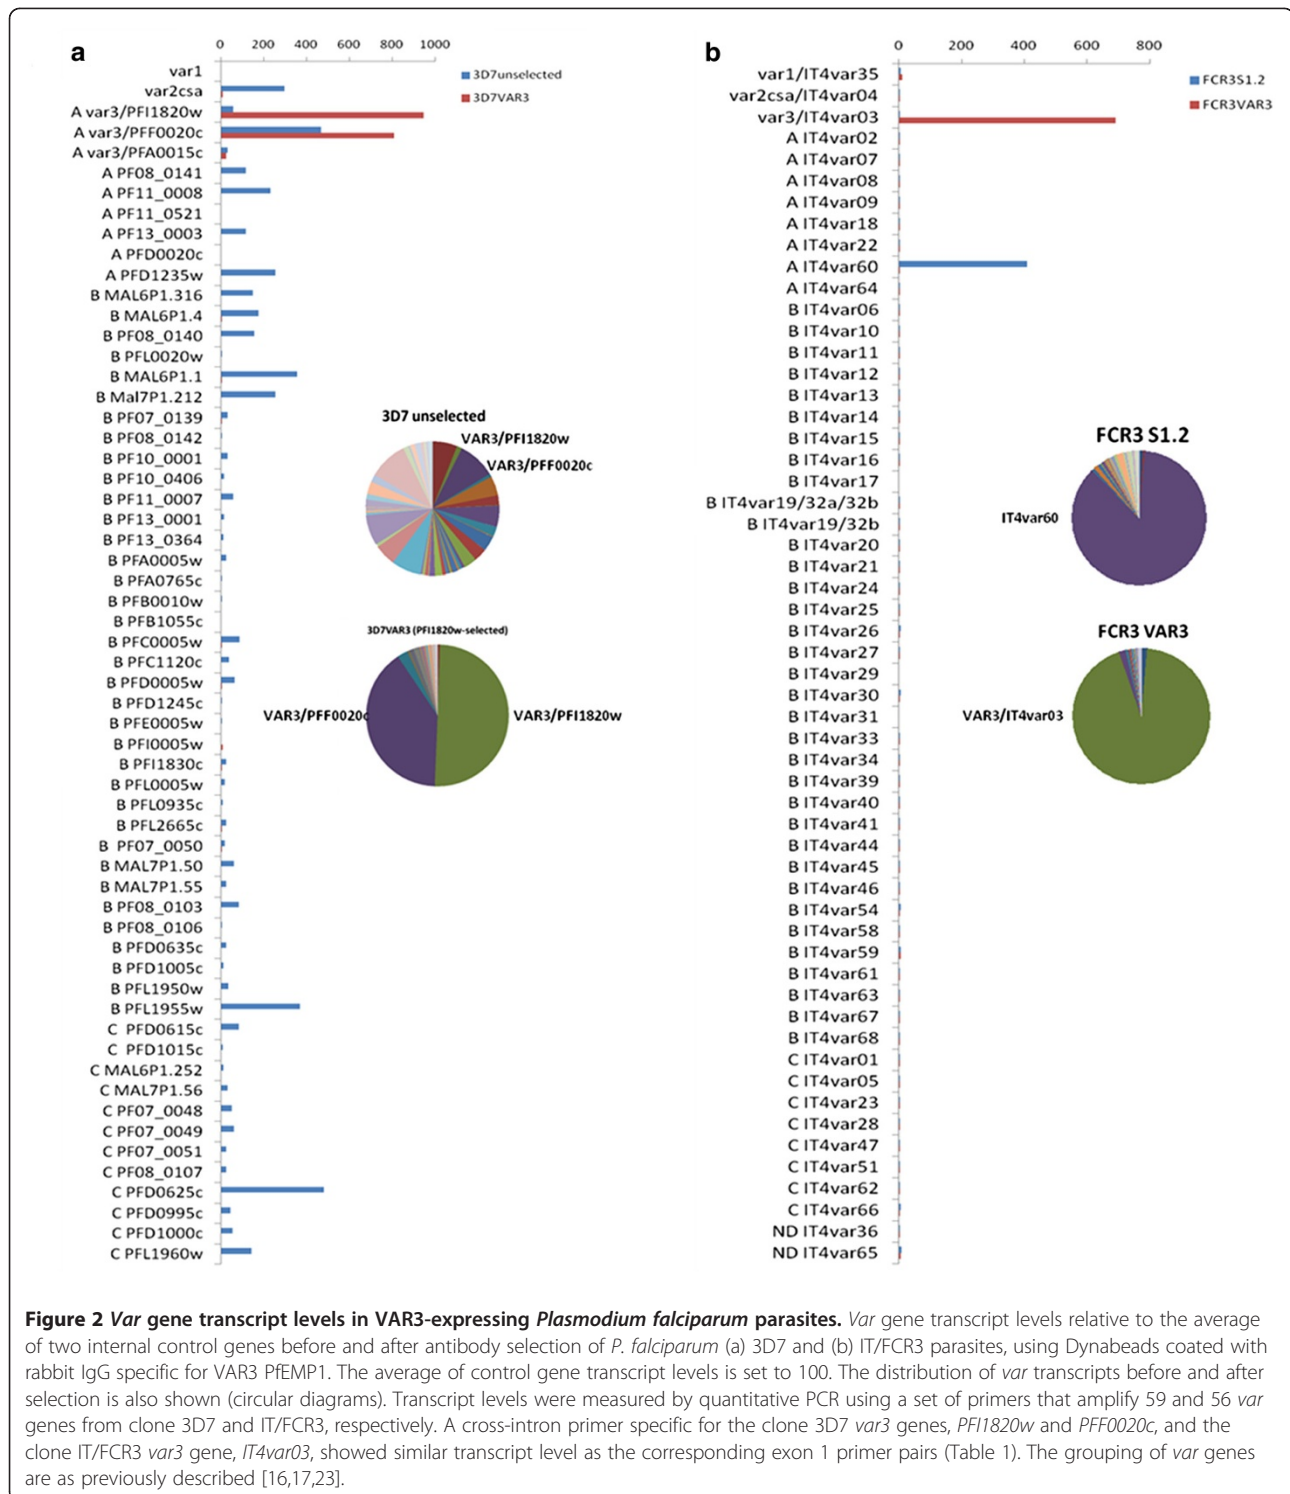 a
0 200 400 600 800 1000
3D7unselected
3D7VAR3
var1
var2csa
A var3/PFI1820w
A var3/PFF0020c
A var3/PFA0015c
A PF08_0141
A PF11_0008
A PF11_0521
A PF13_0003
A PFD0020c
A PFD1235w
B MAL6P1.316
B MAL6P1.4
B PF08_0140
B PFL0020w
B MAL6P1.1
B Mal7P1.212
B PF07_0139
B PF08_0142
B PF10_0001
B PF10_0406
B PF11_0007
B PF13_0001
B PF13_0364
B PFA0005w
B PFA0765c
B PFB0010w
B PFB1055c
B PFC0005w
B PFC1120c
B PFD0005w
B PFD1245c
B PFE0005w
B PFI0005w
B PFI1830c
B PFL0005w
B PFL0935c
B PFL2665c
B PF07_0050
B MAL7P1.50
B MAL7P1.55
B PF08_0103
B PF08_0106
B PFD0635c
B PFD1005c
B PFL1950w
B PFL1955w
C PFD0615c
C PFD1015c
C MAL6P1.252
C MAL7P1.56
C PF07_0048
C PF07_0049
C PF07_0051
C PF08_0107
C PFD0625c
C PFD0995c
C PFD1000c
C PFL1960w
3D7 unselected
VAR3/PFI1820w
VAR3/PFF0020c
3D7VAR3 (PFI1820w-selected)
VAR3/PFF0020c
VAR3/PFI1820w
b
0 200 400 600 800
FCR3S1.2
FCR3VAR3
var1/IT4var35
var2csa/IT4var04
var3/IT4var03
A IT4var02
A IT4var07
A IT4var08
A IT4var09
A IT4var18
A IT4var22
A IT4var60
A IT4var64
B IT4var06
B IT4var10
B IT4var11
B IT4var12
B IT4var13
B IT4var14
B IT4var15
B IT4var16
B IT4var17
B IT4var19/32a/32b
B IT4var19/32b
B IT4var20
B IT4var21
B IT4var24
B IT4var25
B IT4var26
B IT4var27
B IT4var29
B IT4var30
B IT4var31
B IT4var33
B IT4var34
B IT4var39
B IT4var40
B IT4var41
B IT4var44
B IT4var45
B IT4var46
B IT4var54
B IT4var58
B IT4var59
B IT4var61
B IT4var63
B IT4var67
B IT4var68
C IT4var01
C IT4var05
C IT4var23
C IT4var28
C IT4var47
C IT4var51
C IT4var62
C IT4var66
ND IT4var36
ND IT4var65
FCR3 S1.2
IT4var60
FCR3 VAR3
VAR3/IT4var03
Figure 2 Var gene transcript levels in VAR3-expressing Plasmodium falciparum parasites. Var gene transcript levels relative to the average
of two internal control genes before and after antibody selection of P. falciparum (a) 3D7 and (b) IT/FCR3 parasites, using Dynabeads coated with
rabbit IgG specific for VAR3 PfEMP1. The average of control gene transcript levels is set to 100. The distribution of var transcripts before and after
selection is also shown (circular diagrams). Transcript levels were measured by quantitative PCR using a set of primers that amplify 59 and 56 var
genes from clone 3D7 and IT/FCR3, respectively. A cross-intron primer specific for the clone 3D7 var3 genes, PFI1820w and PFF0020c, and the
clone IT/FCR3 var3 gene, IT4var03, showed similar transcript level as the corresponding exon 1 primer pairs (Table 1). The grouping of var genes
are as previously described [16,17,23].